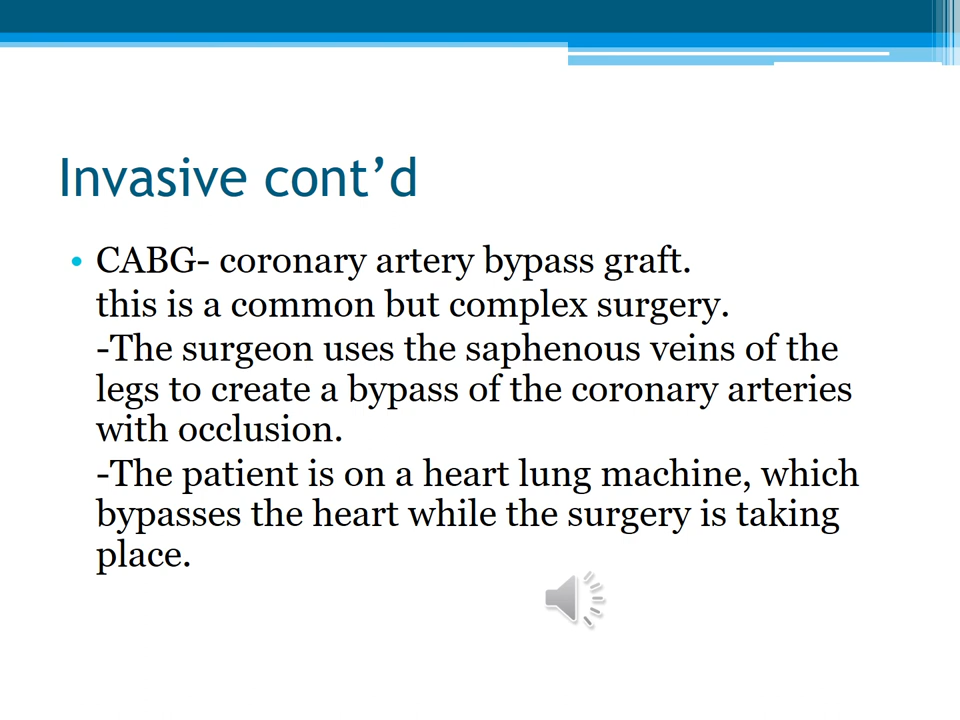 Invasive cont’d
• CABG- coronary artery bypass graft.
this is a common but complex surgery.
-The surgeon uses the saphenous veins of the
legs to create a bypass of the coronary arteries
with occlusion.
-The patient is on a heart lung machine, which
bypasses the heart while the surgery is taking
place.